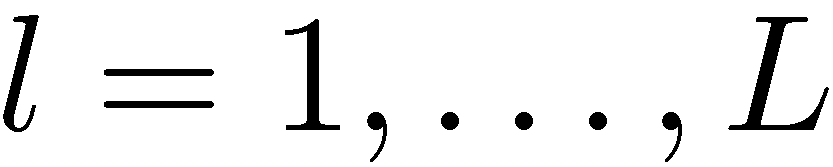 l = 1, . . . , L